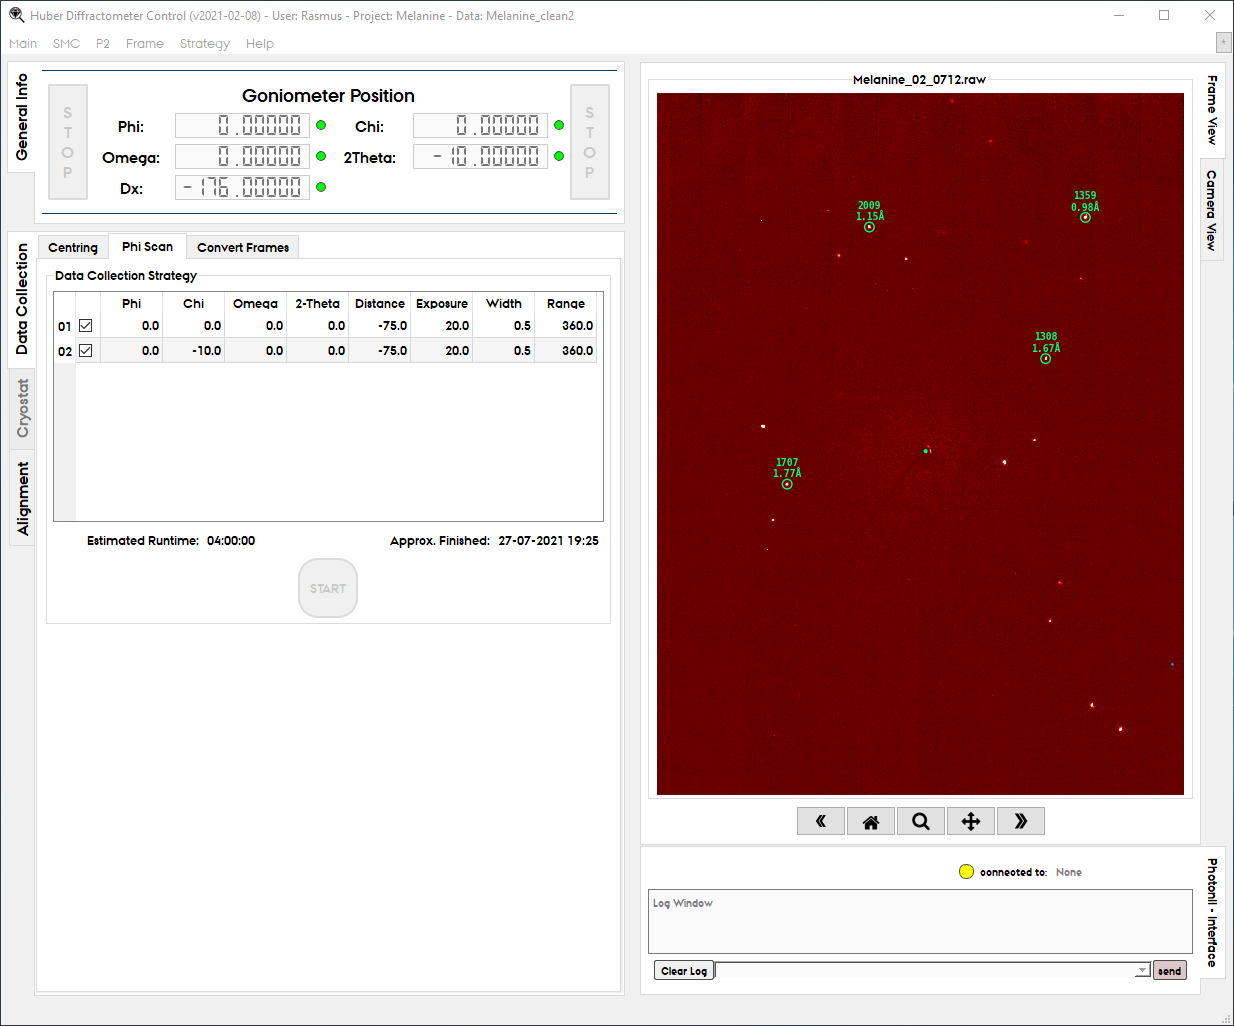 Huber Diffractometer Control (v2021-02-08) - User: Rasmus - Project: Melanine - Data: Melanine_clean2
Main SMC P2 Frame Strategy Help
*
General Info
STOP
Goniometer Position
STOP
Phi: 0.00000 Chi: 0.00000
Omega: 0.00000 2Theta: -10.00000
Dx: -176.00000
Data Collection
Cryostat
Alignment
Centring Phi Scan Convert Frames
Data Collection Strategy
Phi Chi Omega 2-Theta Distance Exposure Width Range
01 0.0 0.0 0.0 0.0 -75.0 20.0 0.5 360.0
02 0.0 -10.0 0.0 0.0 -75.0 20.0 0.5 360.0
Estimated Runtime: 04:00:00 Approx. Finished: 27-07-2021 19:25
START
Melanine_02_0712.raw
1359
0.98Å
2009
1.15Å
1308
1.67Å
1707
1.77Å
Frame View
Camera View
connected to: None
Log Window
Clear Log send
PhotonII - Interface